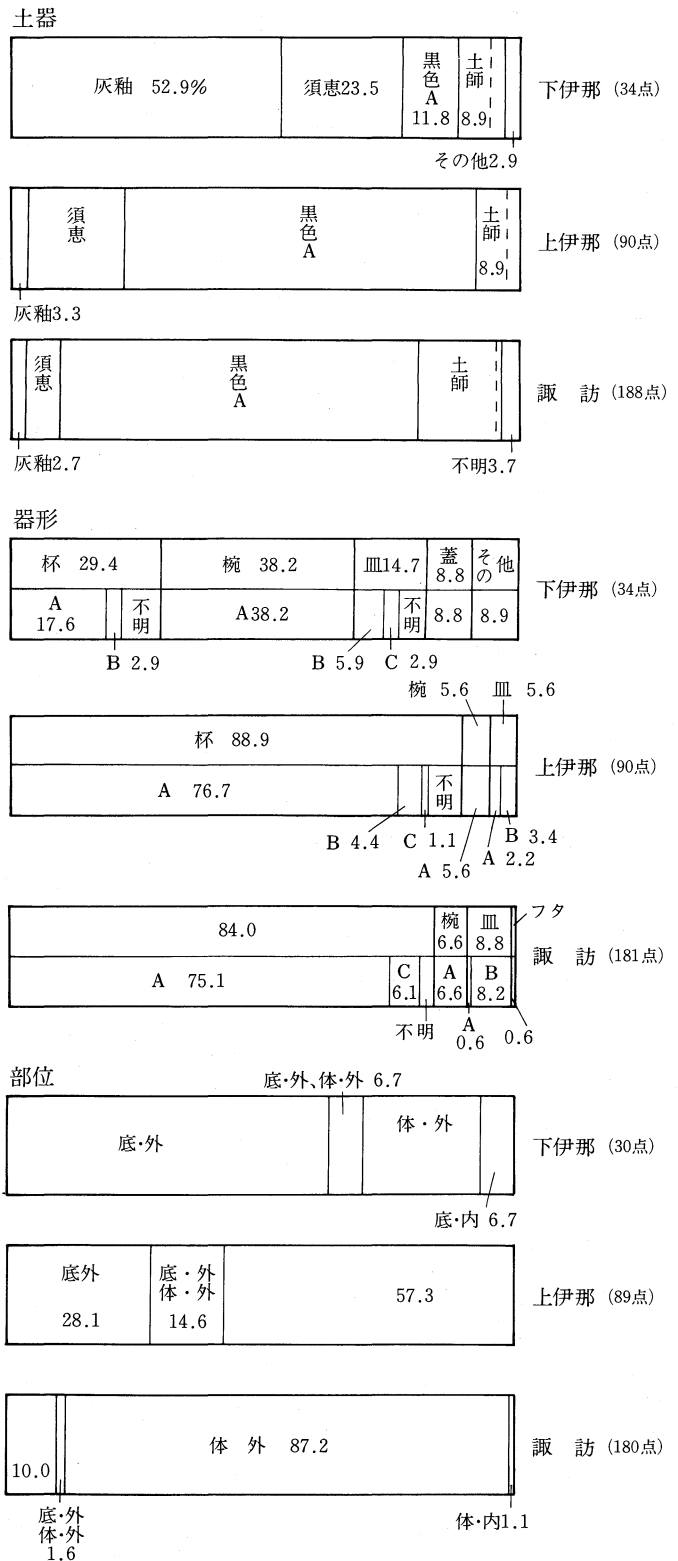 土器
灰釉 52.9% 須恵23.5 黒色A 11.8 土師 8.9 下伊那 (34点)
その他2.9
須恵 黒色A 土師 8.9 上伊那 (90点)
灰釉3.3
須恵 黒色A 土師 諏訪 (188点)
灰釉2.7 不明3.7
器形
杯 29.4 椀 38.2 皿14.7 蓋 8.8 その他 下伊那 (34点)
A 17.6 不明 A38.2 不明 8.8 8.9
B 2.9 B 5.9 C 2.9
椀 5.6 皿 5.6
杯 88.9 上伊那 (90点)
A 76.7 不明
B 4.4 C 1.1 B 3.4
A 5.6 A 2.2
フタ
84.0 椀 6.6 皿 8.8 諏訪 (181点)
A 75.1 C 6.1 A 6.6 B 8.2
不明 A 0.6 0.6
部位
底・外、体・外 6.7
底・外 体・外 下伊那 (30点)
底・内 6.7
底外 28.1 底・外 体・外 14.6 57.3 上伊那 (89点)
10.0 体外 87.2 諏訪 (180点)
底・外
体・外
1.6
体・内1.1